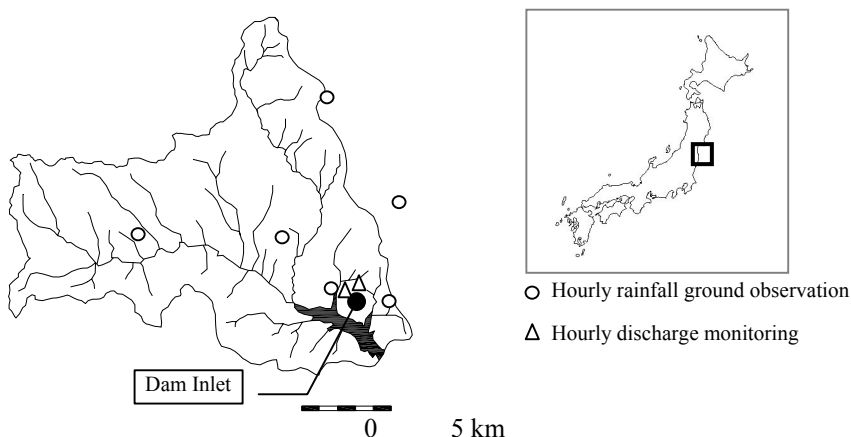 Hourly rainfall ground observation
Hourly discharge monitoring
Dam Inlet
0 5 km